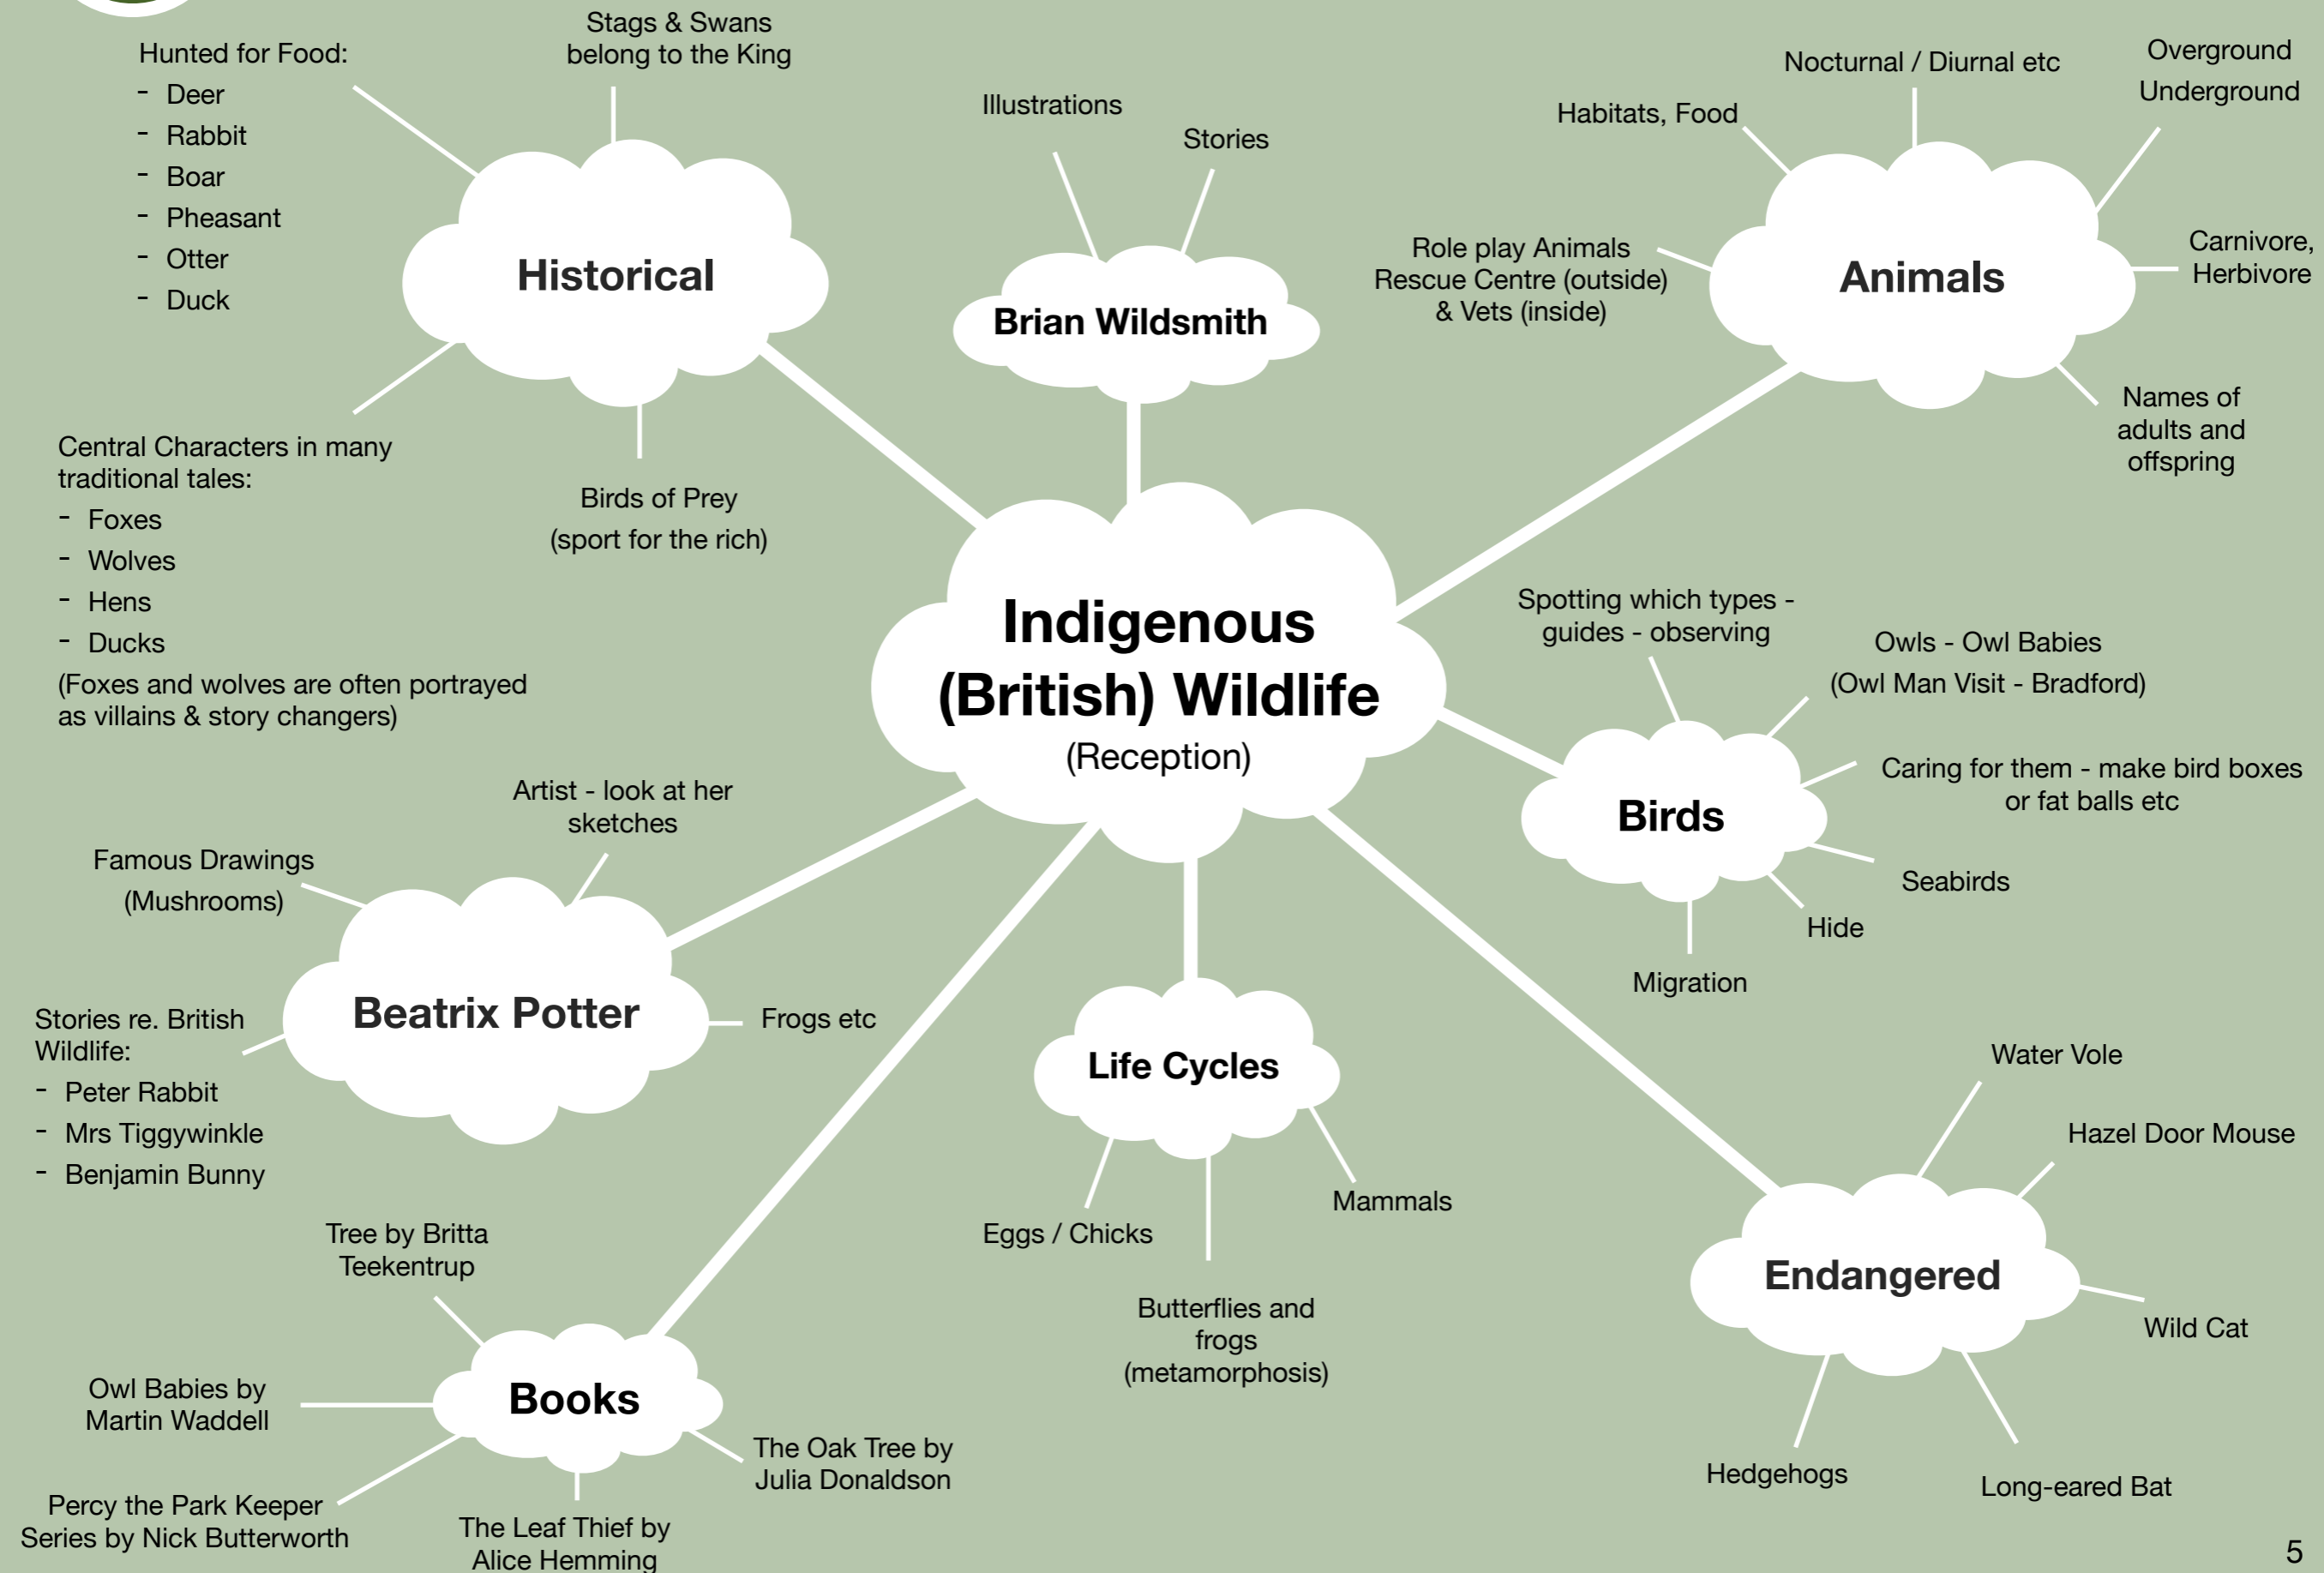 Hunted for Food:
- Deer
- Rabbit
- Boar
- Pheasant
- Otter
- Duck
Stags & Swans
belong to the King
Historical
Central Characters in many
traditional tales:
- Foxes
- Wolves
- Hens
- Ducks
(Foxes and wolves are often portrayed
as villains & story changers)
Birds of Prey
(sport for the rich)
Illustrations
Stories
Brian Wildsmith
Nocturnal / Diurnal etc
Overground
Underground
Habitats, Food
Role play Animals
Rescue Centre (outside)
& Vets (inside)
Animals
Carnivore,
Herbivore
Names of
adults and
offspring
Indigenous
(British) Wildlife
(Reception)
Spotting which types -
guides - observing
Owls - Owl Babies
(Owl Man Visit - Bradford)
Birds
Caring for them - make bird boxes
or fat balls etc
Seabirds
Hide
Migration
Artist - look at her
sketches
Famous Drawings
(Mushrooms)
Beatrix Potter
Frogs etc
Stories re. British
Wildlife:
- Peter Rabbit
- Mrs Tiggywinkle
- Benjamin Bunny
Life Cycles
Eggs / Chicks
Butterflies and
frogs
(metamorphosis)
Mammals
Water Vole
Hazel Door Mouse
Endangered
Wild Cat
Hedgehogs
Long-eared Bat
Tree by Britta
Teekentrup
Owl Babies by
Martin Waddell
Books
The Oak Tree by
Julia Donaldson
Percy the Park Keeper
Series by Nick Butterworth
The Leaf Thief by
Alice Hemming
5